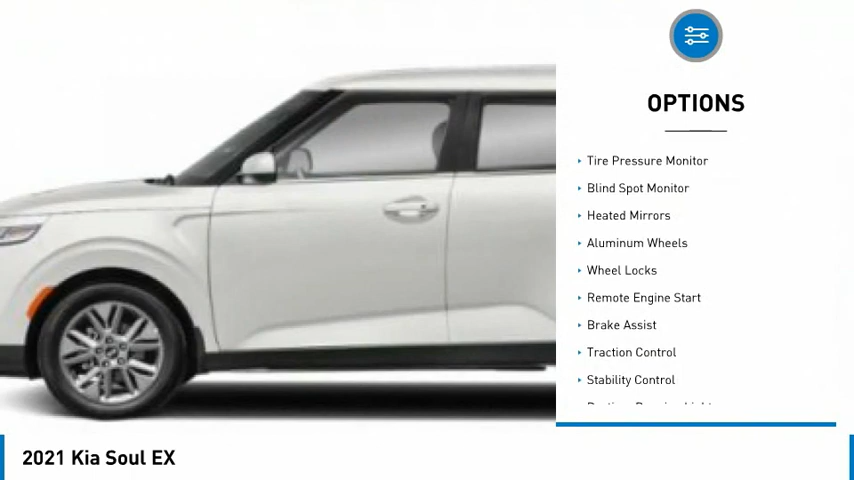 OPTIONS
Tire Pressure Monitor
Blind Spot Monitor
Heated Mirrors
Aluminum Wheels
Wheel Locks
Remote Engine Start
Brake Assist
Traction Control
Stability Control
2021 Kia Soul EX